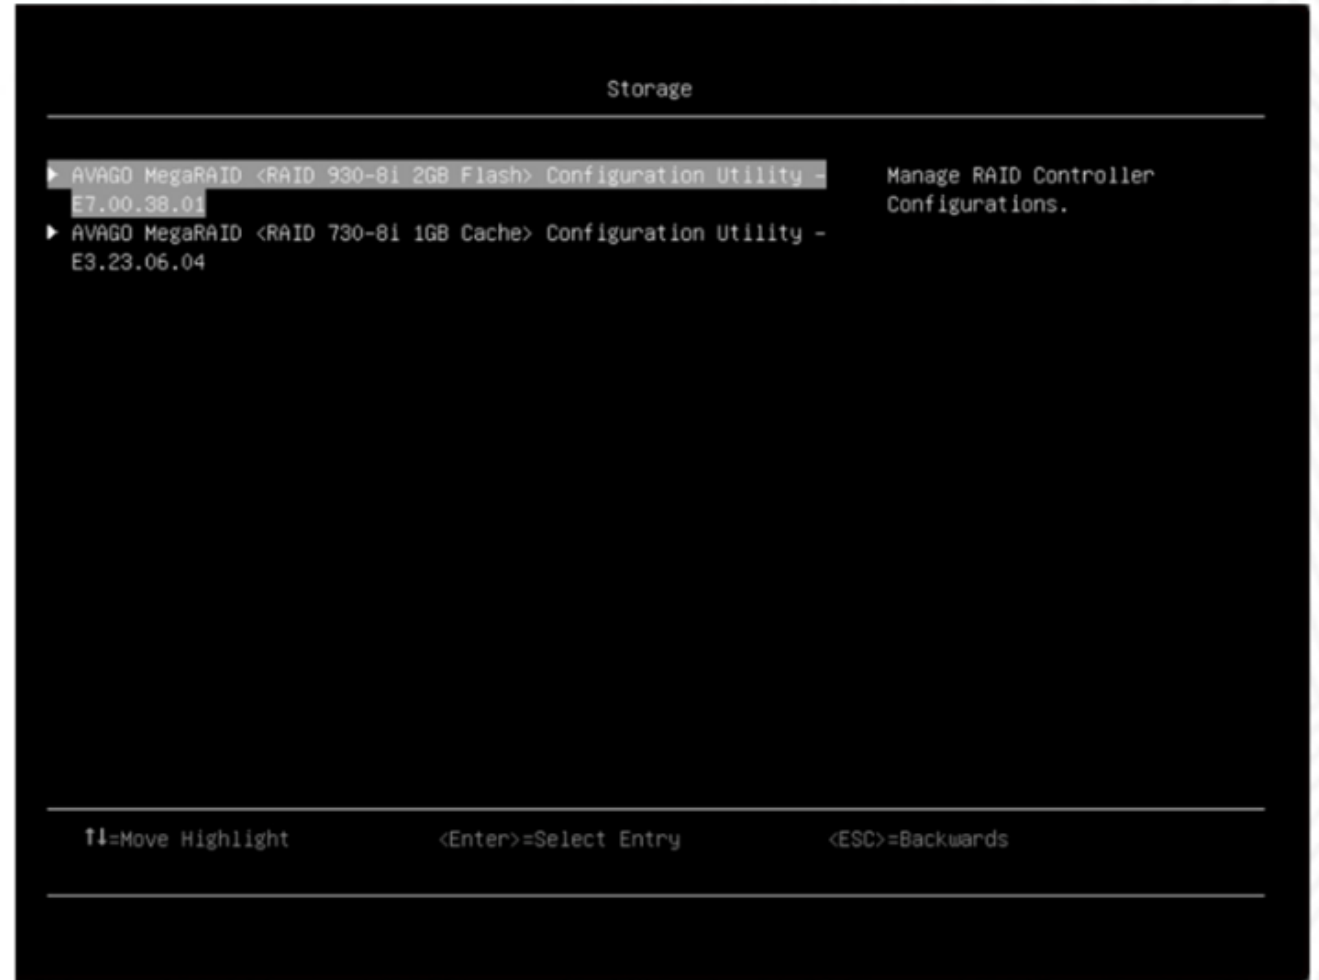 Storage
▶ AVAGO MegaRAID <RAID 930-8i 2GB Flash> Configuration Utility -
E7.00.38.01
▶ AVAGO MegaRAID <RAID 730-8i 1GB Cache> Configuration Utility -
E3.23.06.04
Manage RAID Controller
Configurations.
↑↓=Move Highlight
<Enter>=Select Entry
<ESC>=Backwards